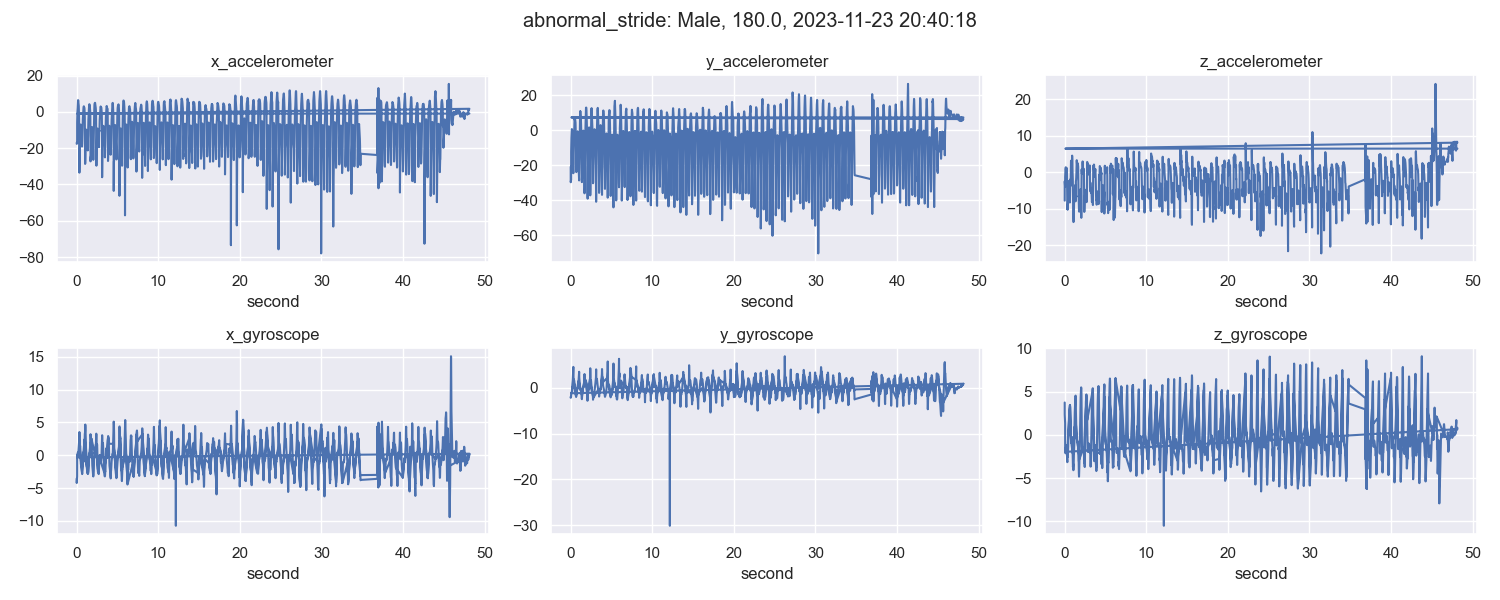 abnormal_stride: Male, 180.0, 2023-11-23 20:40:18
x_accelerometer
20
0
−20
−40
−60
−80
0 10 20 30 40 50
second
y_accelerometer
20
0
−20
−40
−60
0 10 20 30 40 50
second
z_accelerometer
20
10
0
−10
−20
0 10 20 30 40 50
second
x_gyroscope
15
10
5
0
−5
−10
0 10 20 30 40 50
second
y_gyroscope
0
−10
−20
−30
0 10 20 30 40 50
second
z_gyroscope
10
5
0
−5
−10
0 10 20 30 40 50
second